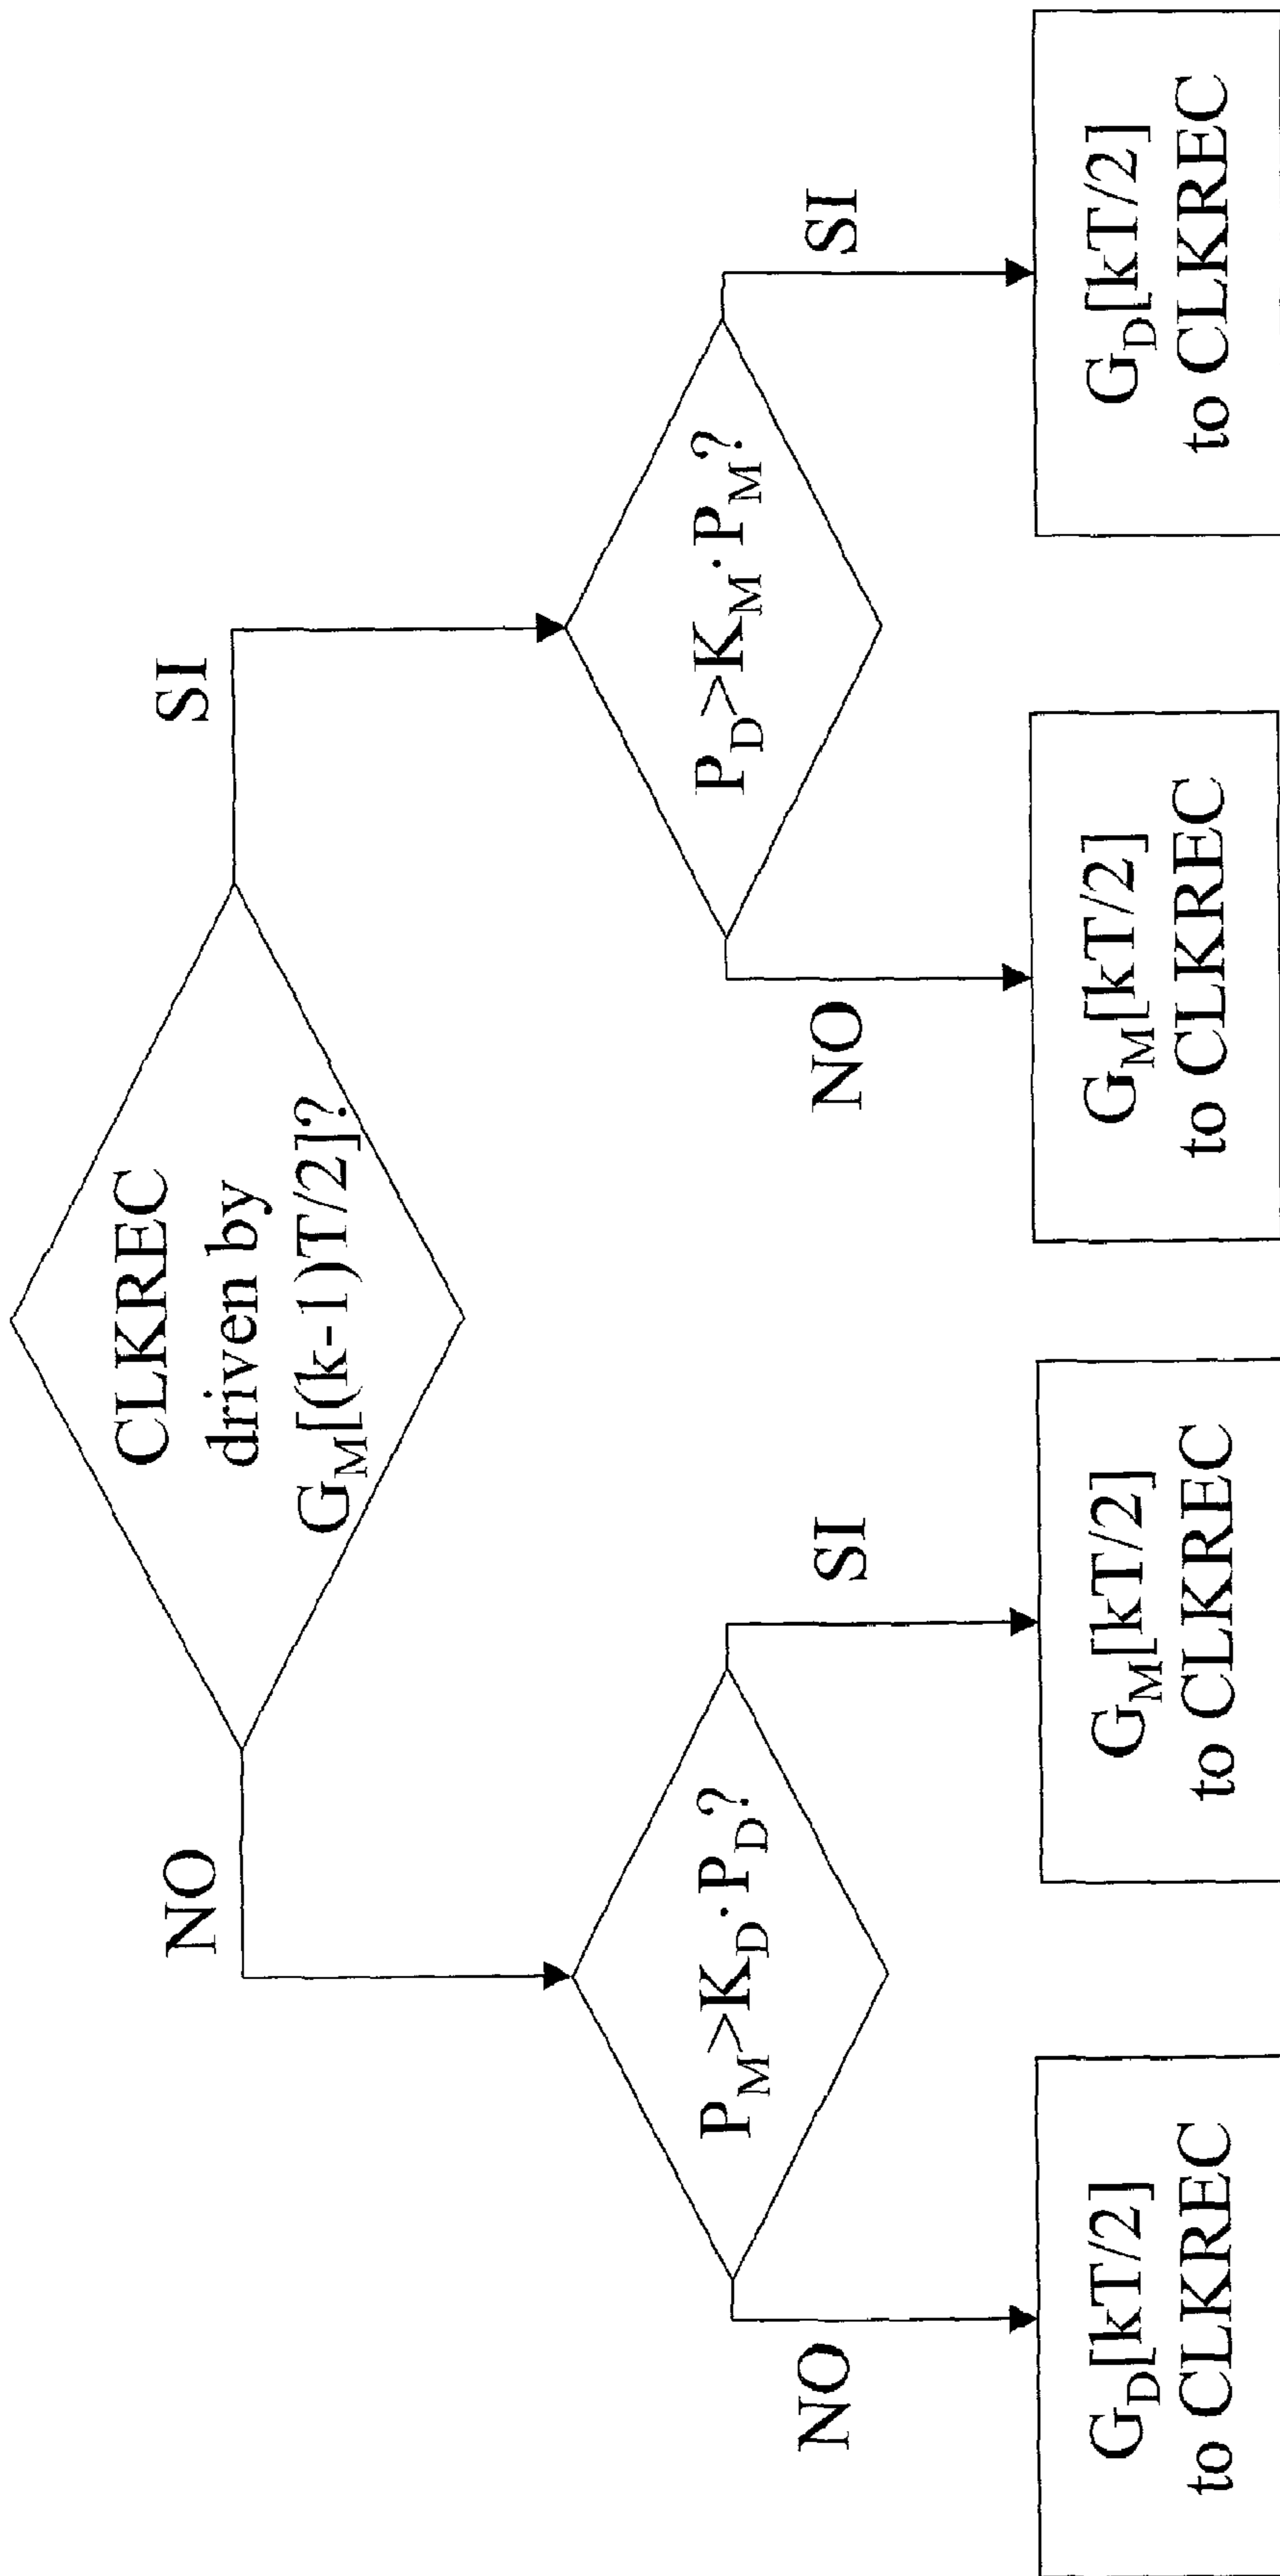 CLKREC
driven by
G_M[(k-1)T/2]?
NO
SI
P_M>K_D·P_D?
P_D>K_M·P_M?
NO
SI
NO
SI
G_D[kT/2]
to CLKREC
G_M[kT/2]
to CLKREC
G_M[kT/2]
to CLKREC
G_D[kT/2]
to CLKREC